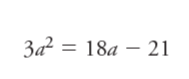 3a² = 18a − 21